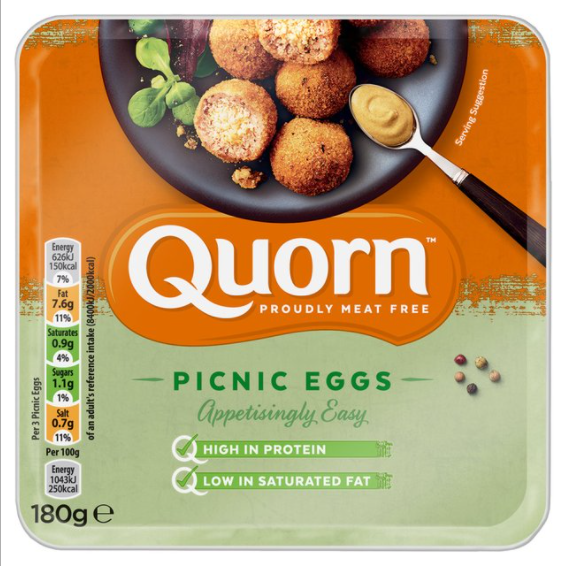 Serving Suggestion
Quorn™
PROUDLY MEAT FREE
PICNIC EGGS
Appetisingly Easy
HIGH IN PROTEIN
LOW IN SATURATED FAT
Per 3 Picnic Eggs
Energy
626kJ
150kcal
7%
Fat
7.6g
11%
Saturates
0.9g
4%
Sugars
1.1g
1%
Salt
0.7g
11%
of an adult's reference intake (8400kJ/2000kcal)
Per 100g
Energy
1043kJ
250kcal
180g ℮